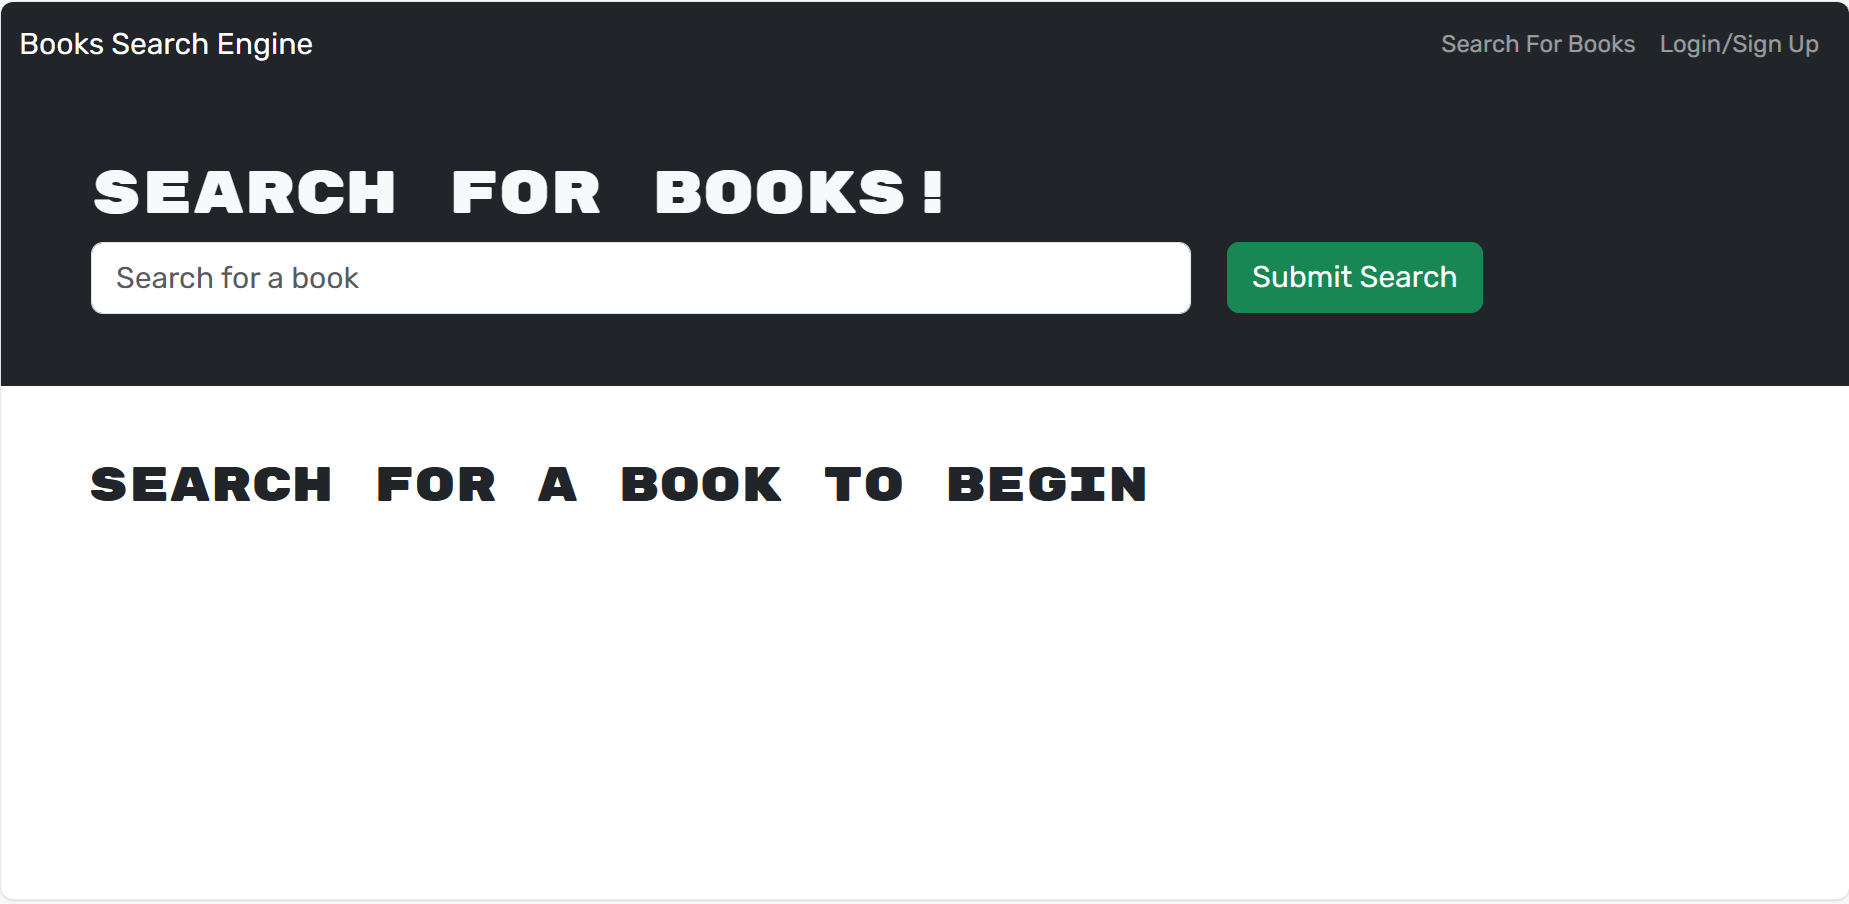 Books Search Engine
Search For Books
Login/Sign Up
SEARCH FOR BOOKS!
Search for a book
Submit Search
SEARCH FOR A BOOK TO BEGIN